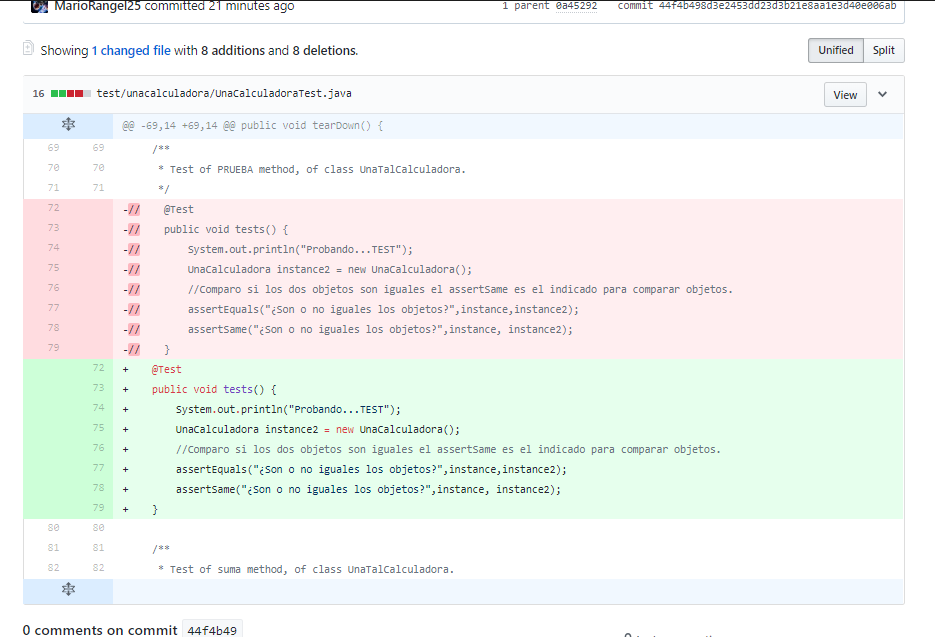 MarioRangel25 committed 21 minutes ago
1 parent 0a45292 commit 44f4b498d3e2453dd23d3b21e8aa1e3d40e006ab
Showing 1 changed file with 8 additions and 8 deletions.
Unified Split
16 test/unacalculadora/UnaCalculadoraTest.java View
@@ -69,14 +69,14 @@ public void tearDown() {
69 69 /**
70 70 * Test of PRUEBA method, of class UnaTalCalculadora.
71 71 */
72 -// @Test
73 -// public void tests() {
74 -// System.out.println("Probando...TEST");
75 -// UnaCalculadora instance2 = new UnaCalculadora();
76 -// //Comparo si los dos objetos son iguales el assertSame es el indicado para comparar objetos.
77 -// assertEquals("¿Son o no iguales los objetos?",instance,instance2);
78 -// assertSame("¿Son o no iguales los objetos?",instance, instance2);
79 -// }
72 + @Test
73 + public void tests() {
74 + System.out.println("Probando...TEST");
75 + UnaCalculadora instance2 = new UnaCalculadora();
76 + //Comparo si los dos objetos son iguales el assertSame es el indicado para comparar objetos.
77 + assertEquals("¿Son o no iguales los objetos?",instance,instance2);
78 + assertSame("¿Son o no iguales los objetos?",instance, instance2);
79 + }
80 80
81 81 /**
82 82 * Test of suma method, of class UnaTalCalculadora.
0 comments on commit 44f4b49